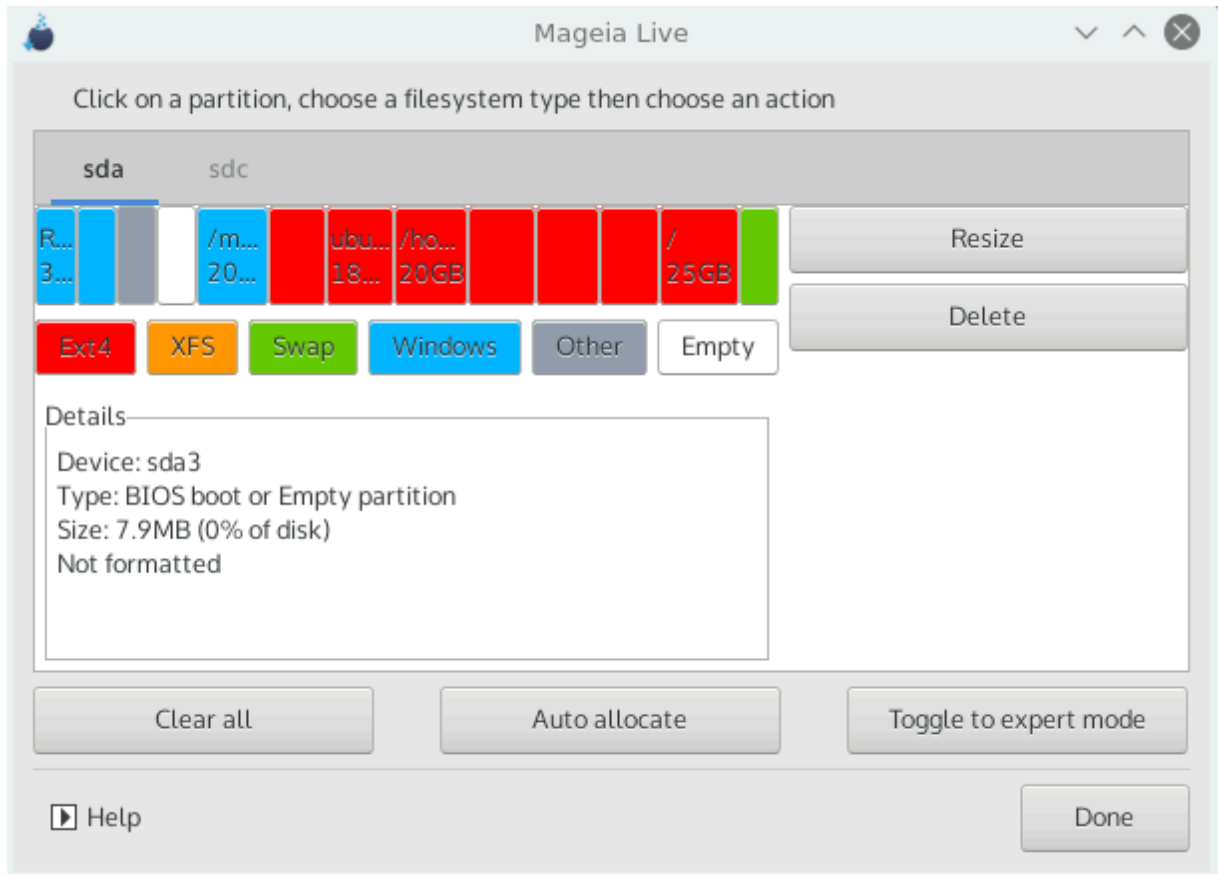 Mageia Live
Click on a partition, choose a filesystem type then choose an action
sda sdc
R... /m... ubu... /ho... /
3... 20... 18... 20GB 25GB
Resize
Delete
Ext4 XFS Swap Windows Other Empty
Details
Device: sda3
Type: BIOS boot or Empty partition
Size: 7.9MB (0% of disk)
Not formatted
Clear all Auto allocate Toggle to expert mode
Help Done